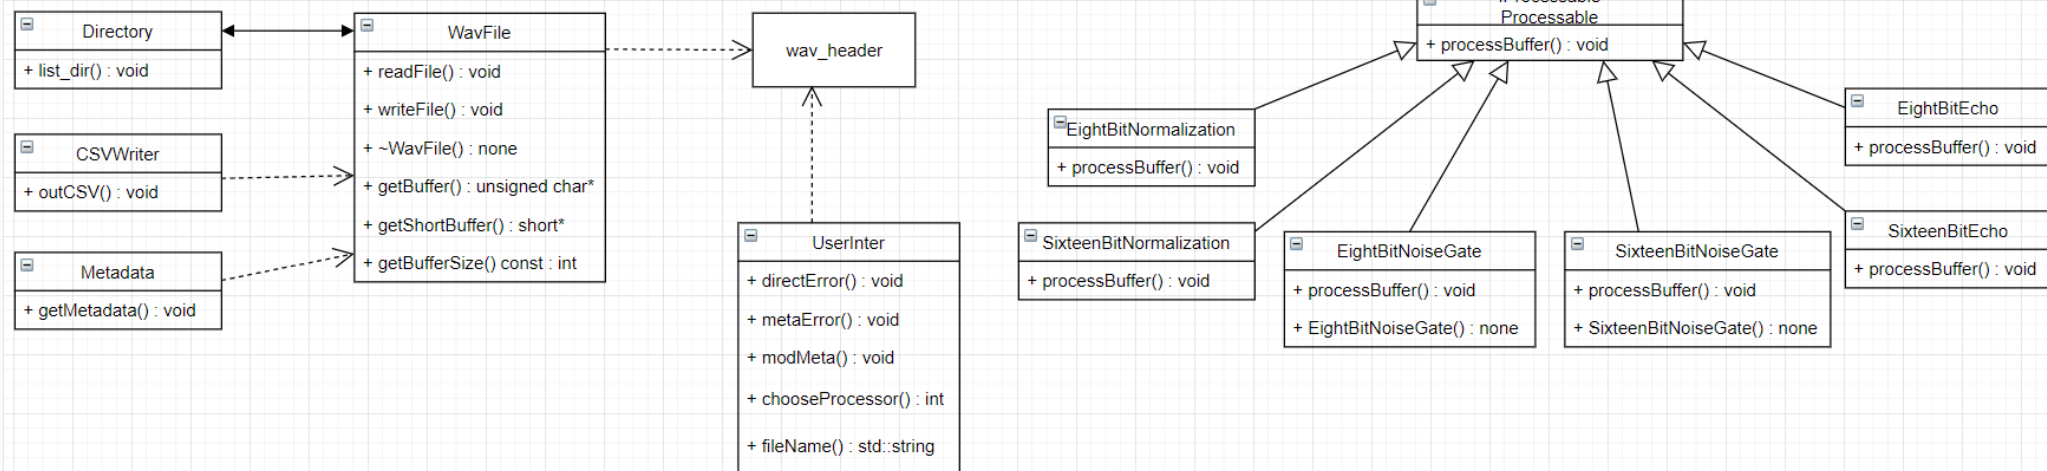 Directory
+ list_dir() : void
CSVWriter
+ outCSV() : void
Metadata
+ getMetadata() : void
WavFile
+ readFile() : void
+ writeFile() : void
+ ~WavFile() : none
+ getBuffer() : unsigned char*
+ getShortBuffer() : short*
+ getBufferSize() const : int
wav_header
UserInter
+ directError() : void
+ metaError() : void
+ modMeta() : void
+ chooseProcessor() : int
+ fileName() : std::string
Processable
+ processBuffer() : void
EightBitNormalization
+ processBuffer() : void
SixteenBitNormalization
+ processBuffer() : void
EightBitNoiseGate
+ processBuffer() : void
+ EightBitNoiseGate() : none
SixteenBitNoiseGate
+ processBuffer() : void
+ SixteenBitNoiseGate() : none
EightBitEcho
+ processBuffer() : void
SixteenBitEcho
+ processBuffer() : void